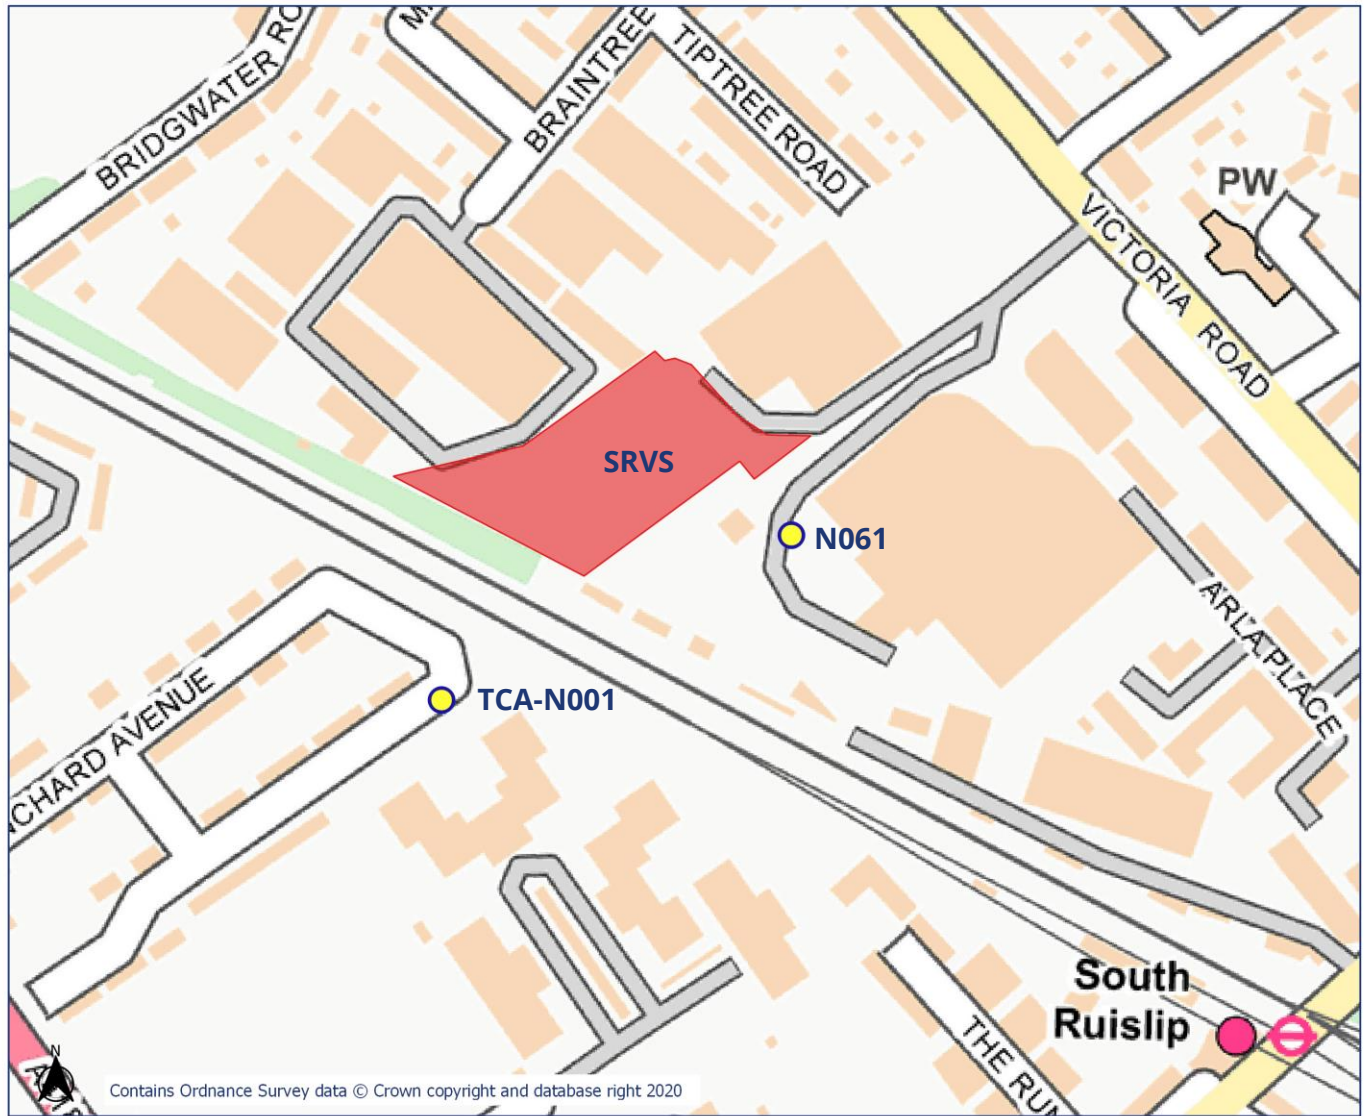 BRIDGWATER RO
BRAINTREE
TIPTREE ROAD
PW
VICTORIA ROAD
SRVS
N061
ARLA PLACE
TCA-N001
CHARD AVENUE
South
Ruislip
THE RUN
N
Contains Ordnance Survey data © Crown copyright and database right 2020